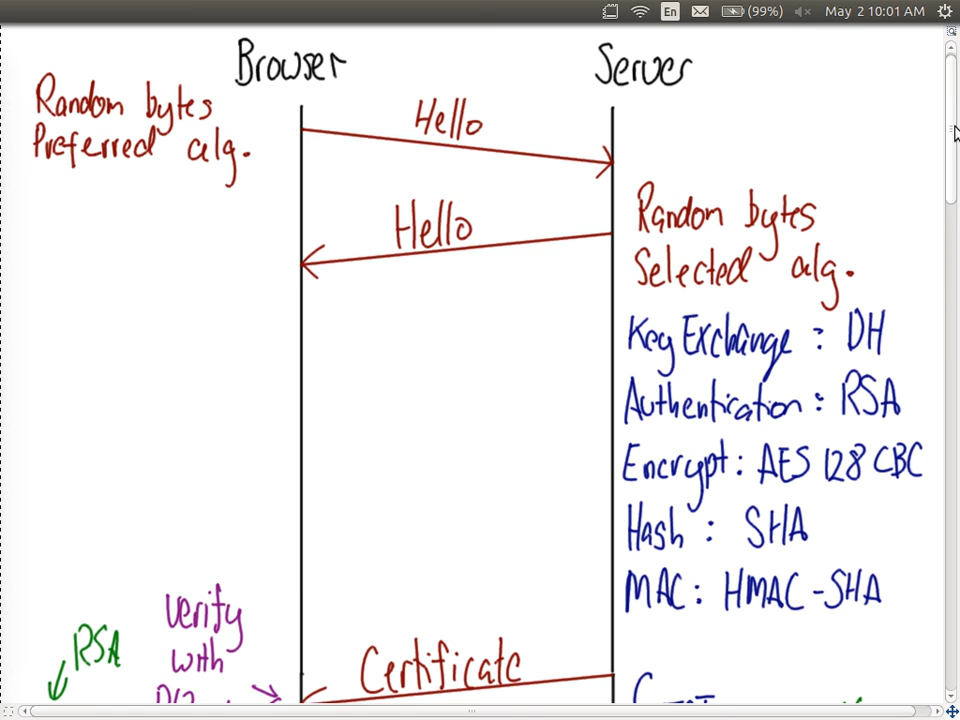 En (99%) May 2 10:01 AM
Browser Server
Random bytes
Preferred alg.
Hello
Hello
Random bytes
Selected alg.
Key Exchange : DH
Authentication : RSA
Encrypt : AES 128 CBC
Hash : SHA
MAC : HMAC-SHA
Verify
with
RSA
Certificate